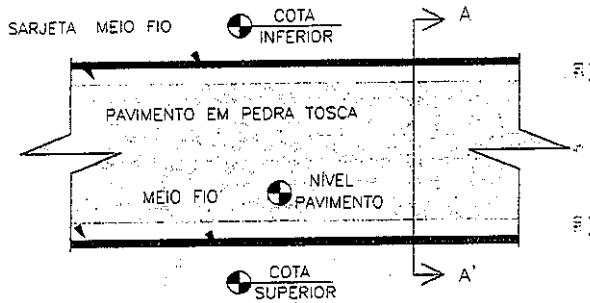 SARJETA MEIO FIO
COTA
INFERIOR
A
PAVIMENTO EM PEDRA TOSCA
MEIO FIO
NÍVEL
PAVIMENTO
COTA
SUPERIOR
A'